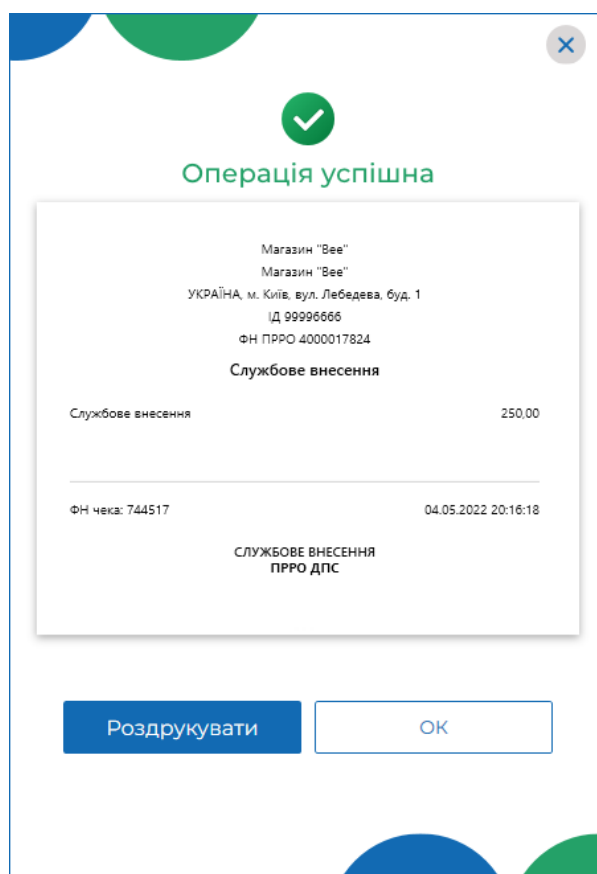 Операція успішна
Магазин "Bee"
Магазин "Bee"
УКРАЇНА, м. Київ, вул. Лебедева, буд. 1
ІД 99996666
ФН ПРРО 4000017824
Службове внесення
Службове внесення 250,00
ФН чека: 744517 04.05.2022 20:16:18
СЛУЖБОВЕ ВНЕСЕННЯ
ПРРО ДПС
Роздрукувати ОК